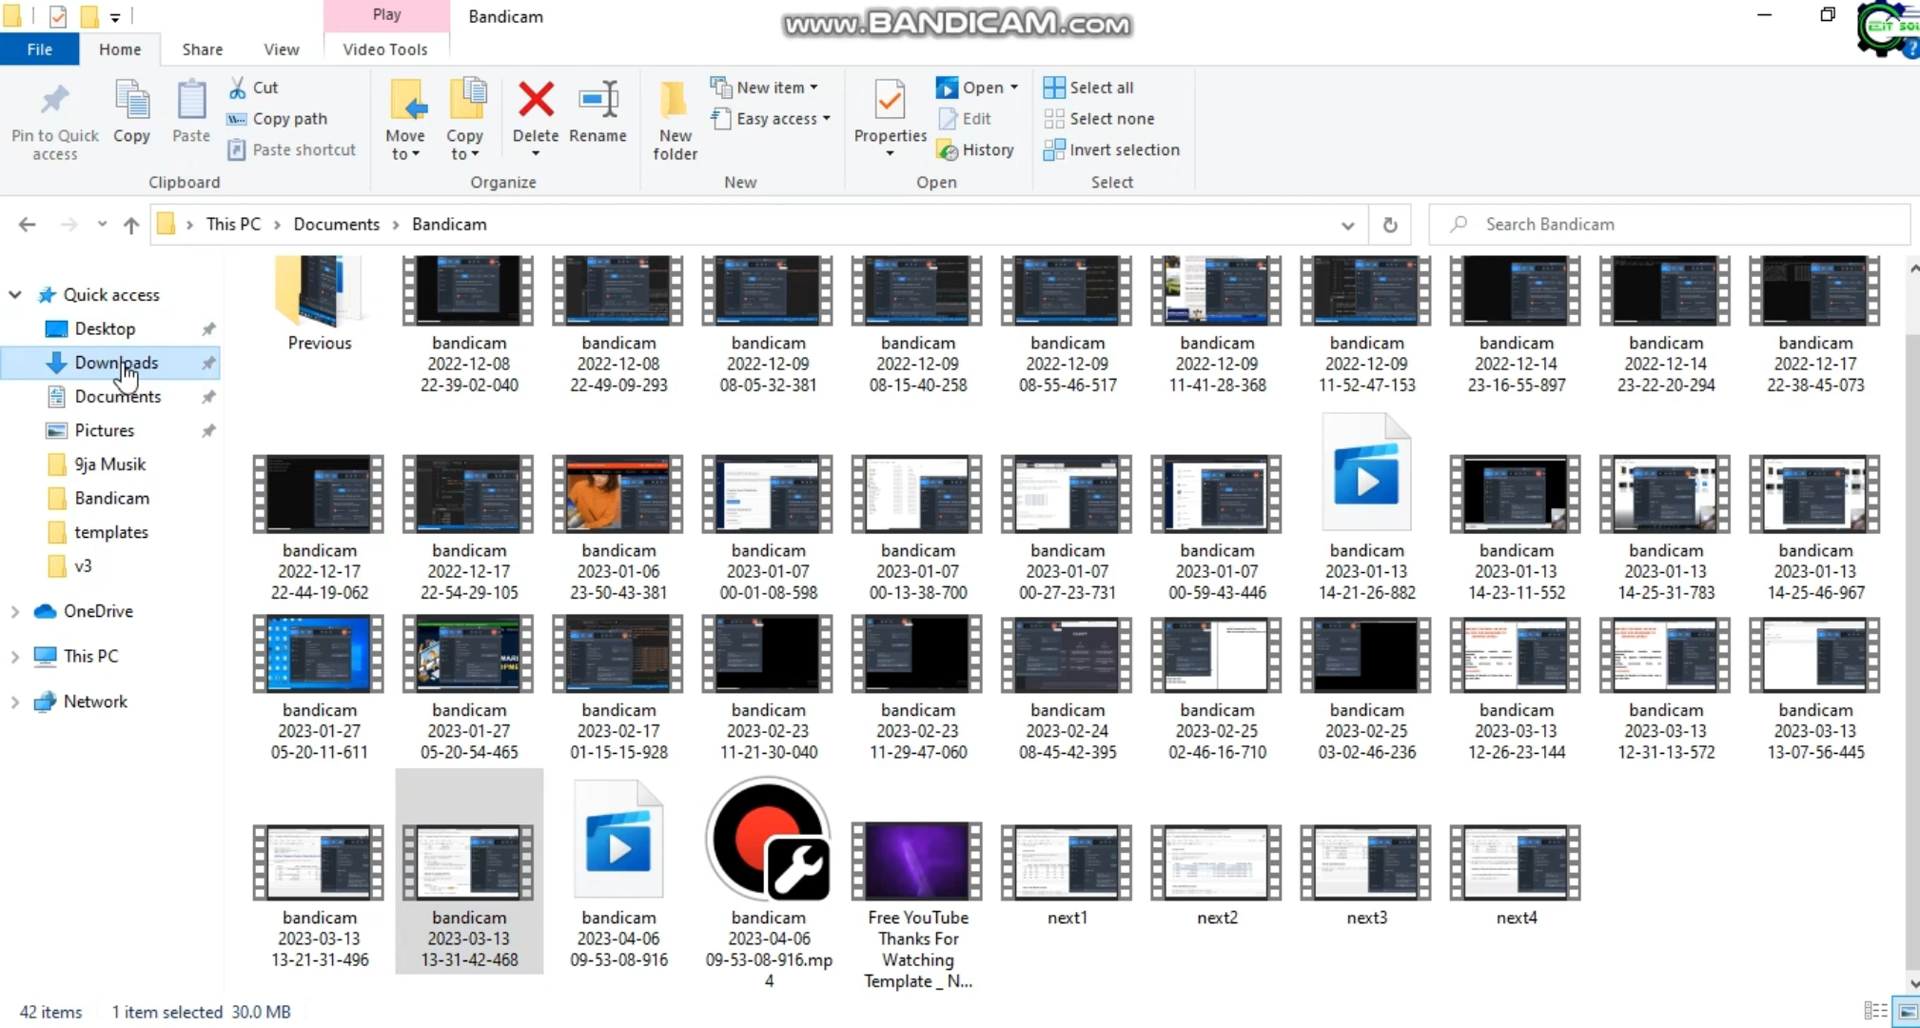 Play
Bandicam
www.BANDICAM.com
File
Home
Share
View
Video Tools
Pin to Quick
access
Copy
Paste
Cut
Copy path
Paste shortcut
Clipboard
Move
to
Copy
to
Delete
Rename
Organize
New
folder
New item
Easy access
New
Properties
Open
Edit
History
Open
Select all
Select none
Invert selection
Select
This PC
Documents
Bandicam
Search Bandicam
Quick access
Desktop
Downloads
Documents
Pictures
9ja Musik
Bandicam
templates
v3
OneDrive
This PC
Network
Previous
bandicam
2022-12-08
22-39-02-040
bandicam
2022-12-08
22-49-09-293
bandicam
2022-12-09
08-05-32-381
bandicam
2022-12-09
08-15-40-258
bandicam
2022-12-09
08-55-46-517
bandicam
2022-12-09
11-41-28-368
bandicam
2022-12-09
11-52-47-153
bandicam
2022-12-14
23-16-55-897
bandicam
2022-12-14
23-22-20-294
bandicam
2022-12-17
22-38-45-073
bandicam
2022-12-17
22-44-19-062
bandicam
2022-12-17
22-54-29-105
bandicam
2023-01-06
23-50-43-381
bandicam
2023-01-07
00-01-08-598
bandicam
2023-01-07
00-13-38-700
bandicam
2023-01-07
00-27-23-731
bandicam
2023-01-07
00-59-43-446
bandicam
2023-01-13
14-21-26-882
bandicam
2023-01-13
14-23-11-552
bandicam
2023-01-13
14-25-31-783
bandicam
2023-01-13
14-25-46-967
bandicam
2023-01-27
05-20-11-611
bandicam
2023-01-27
05-20-54-465
bandicam
2023-02-17
01-15-15-928
bandicam
2023-02-23
11-21-30-040
bandicam
2023-02-23
11-29-47-060
bandicam
2023-02-24
08-45-42-395
bandicam
2023-02-25
02-46-16-710
bandicam
2023-02-25
03-02-46-236
bandicam
2023-03-13
12-26-23-144
bandicam
2023-03-13
12-31-13-572
bandicam
2023-03-13
13-07-56-445
bandicam
2023-03-13
13-21-31-496
bandicam
2023-03-13
13-31-42-468
bandicam
2023-04-06
09-53-08-916
bandicam
2023-04-06
09-53-08-916.mp
4
Free YouTube
Thanks For
Watching
Template _ N...
next1
next2
next3
next4
42 items
1 item selected 30.0 MB